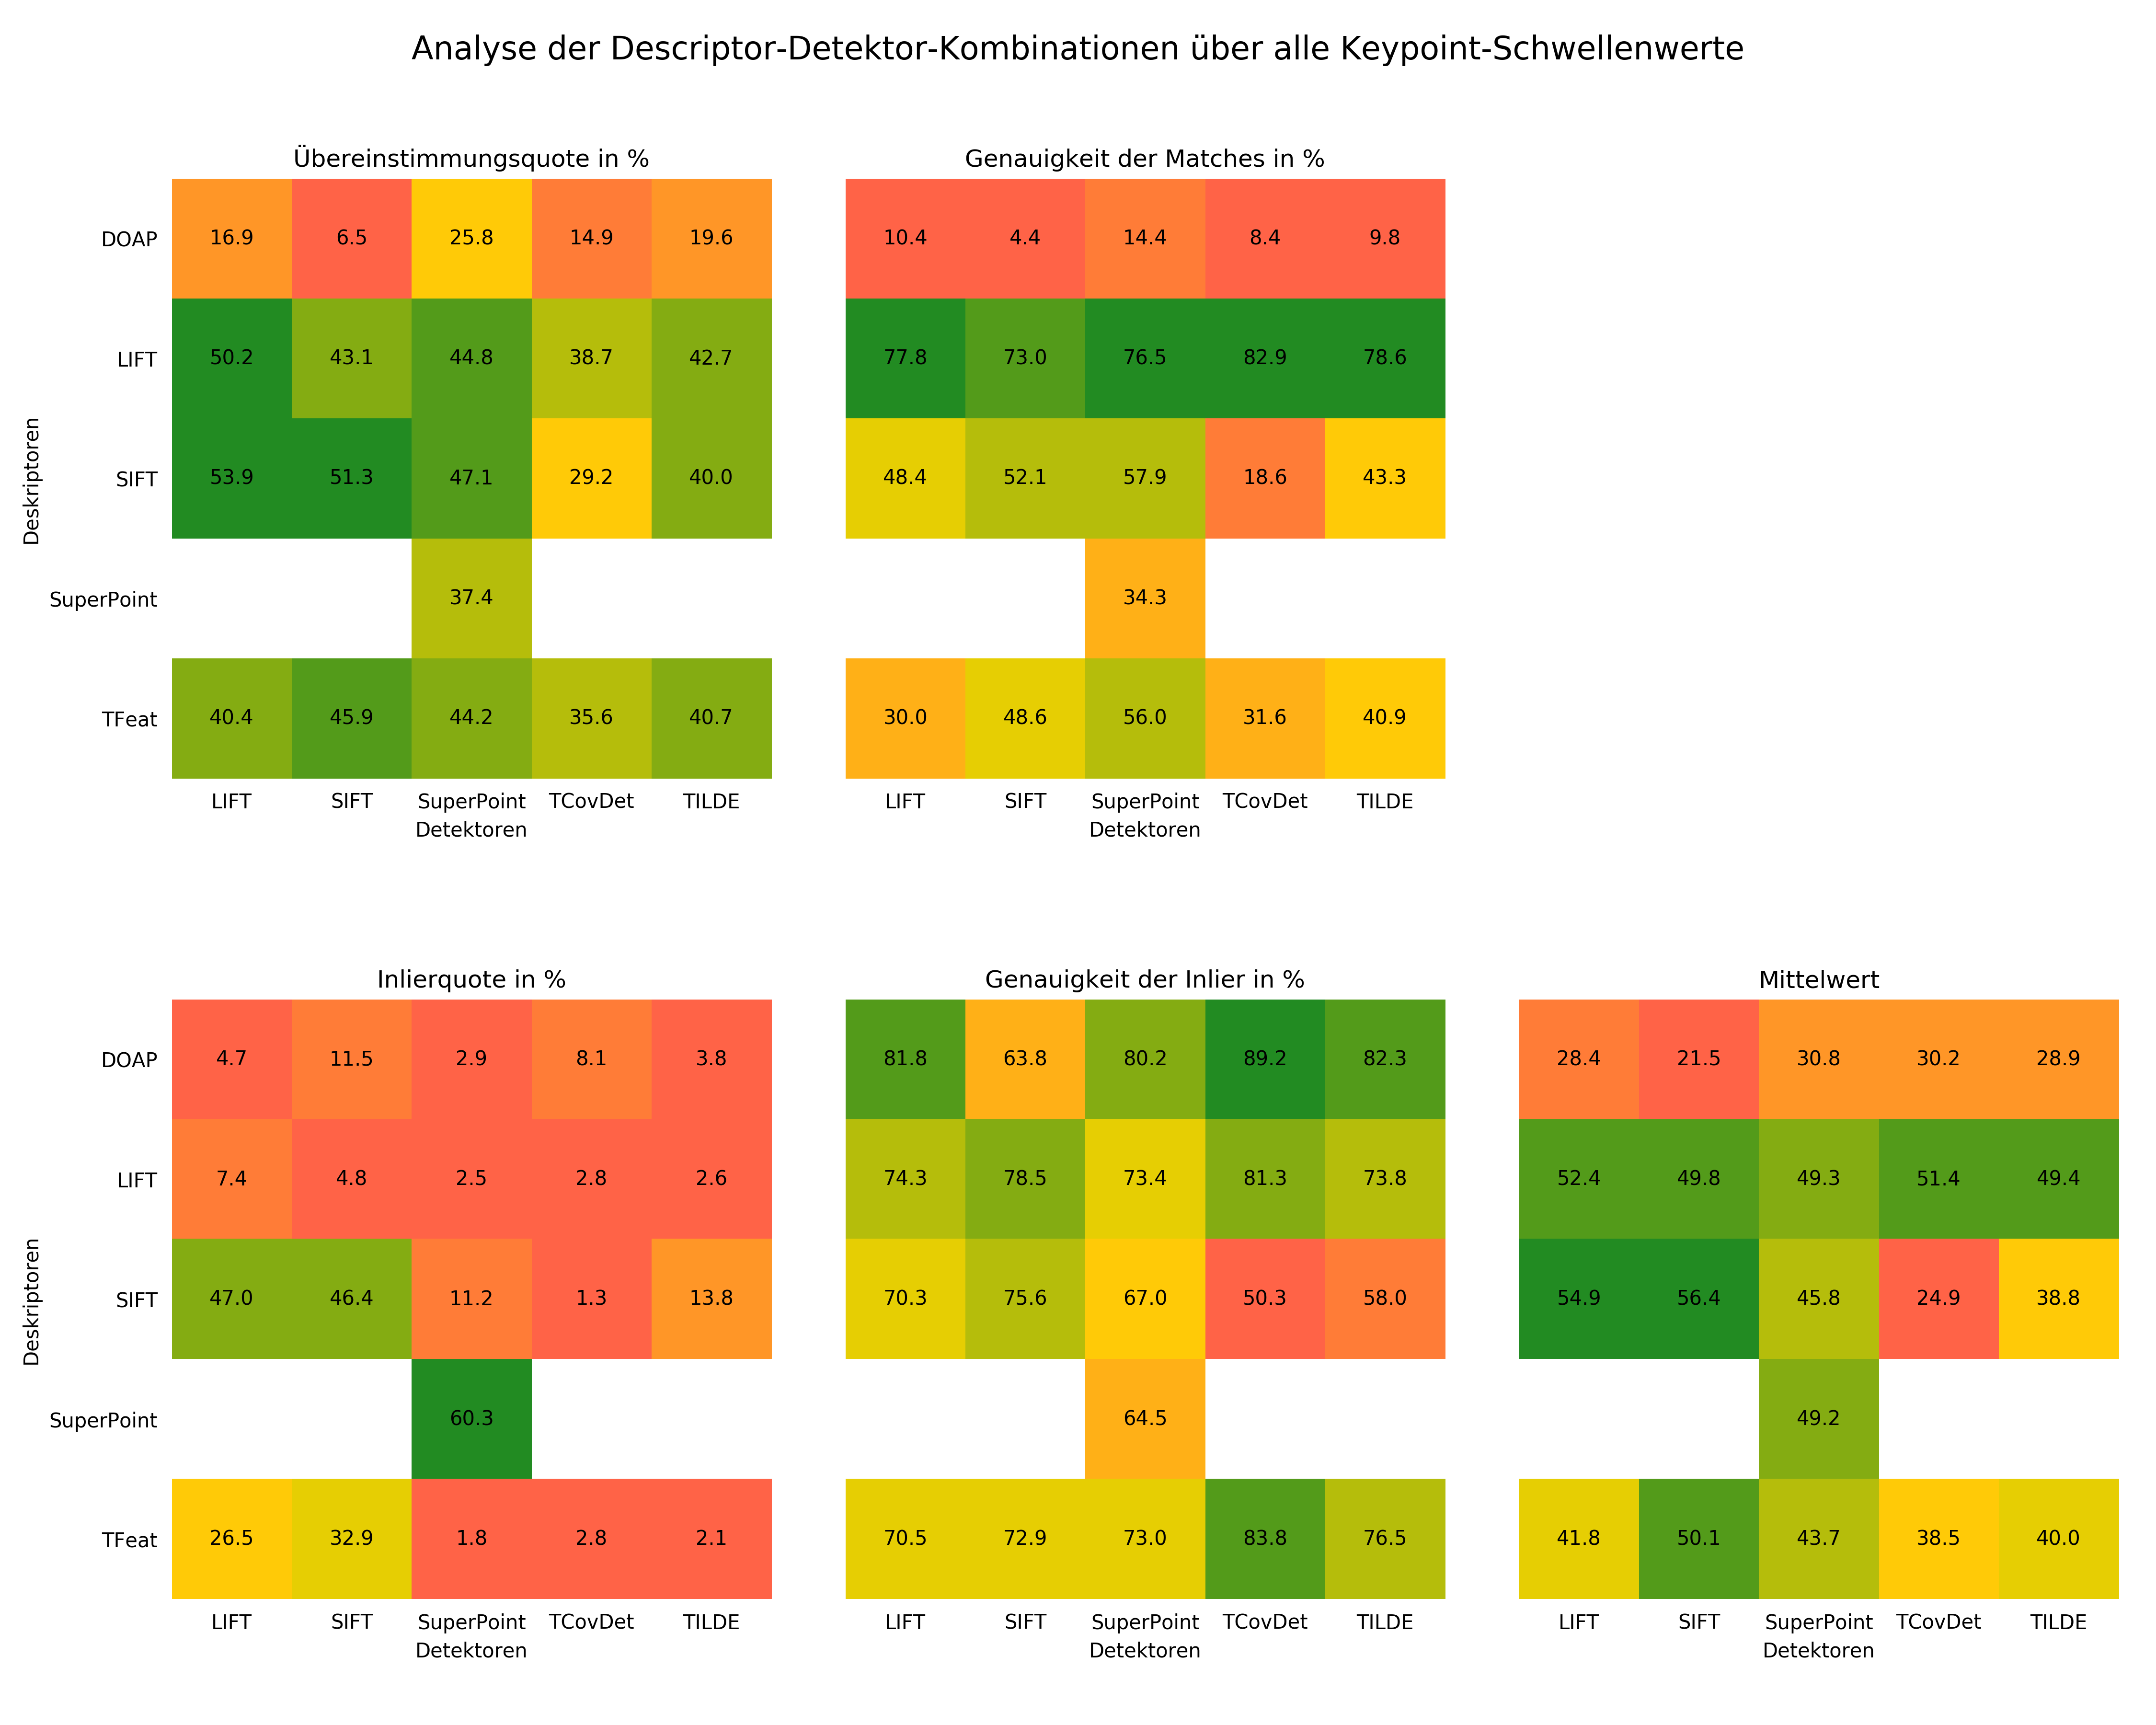 Analyse der Descriptor-Detektor-Kombinationen über alle Keypoint-Schwellenwerte
Übereinstimmungsquote in %
Genauigkeit der Matches in %
Deskriptoren
DOAP 16.9 6.5 25.8 14.9 19.6 10.4 4.4 14.4 8.4 9.8
LIFT 50.2 43.1 44.8 38.7 42.7 77.8 73.0 76.5 82.9 78.6
SIFT 53.9 51.3 47.1 29.2 40.0 48.4 52.1 57.9 18.6 43.3
SuperPoint 37.4 34.3
TFeat 40.4 45.9 44.2 35.6 40.7 30.0 48.6 56.0 31.6 40.9
LIFT SIFT SuperPoint TCovDet TILDE LIFT SIFT SuperPoint TCovDet TILDE
Detektoren Detektoren
Inlierquote in %
Genauigkeit der Inlier in %
Mittelwert
Deskriptoren
DOAP 4.7 11.5 2.9 8.1 3.8 81.8 63.8 80.2 89.2 82.3 28.4 21.5 30.8 30.2 28.9
LIFT 7.4 4.8 2.5 2.8 2.6 74.3 78.5 73.4 81.3 73.8 52.4 49.8 49.3 51.4 49.4
SIFT 47.0 46.4 11.2 1.3 13.8 70.3 75.6 67.0 50.3 58.0 54.9 56.4 45.8 24.9 38.8
SuperPoint 60.3 64.5 49.2
TFeat 26.5 32.9 1.8 2.8 2.1 70.5 72.9 73.0 83.8 76.5 41.8 50.1 43.7 38.5 40.0
LIFT SIFT SuperPoint TCovDet TILDE LIFT SIFT SuperPoint TCovDet TILDE LIFT SIFT SuperPoint TCovDet TILDE
Detektoren Detektoren Detektoren